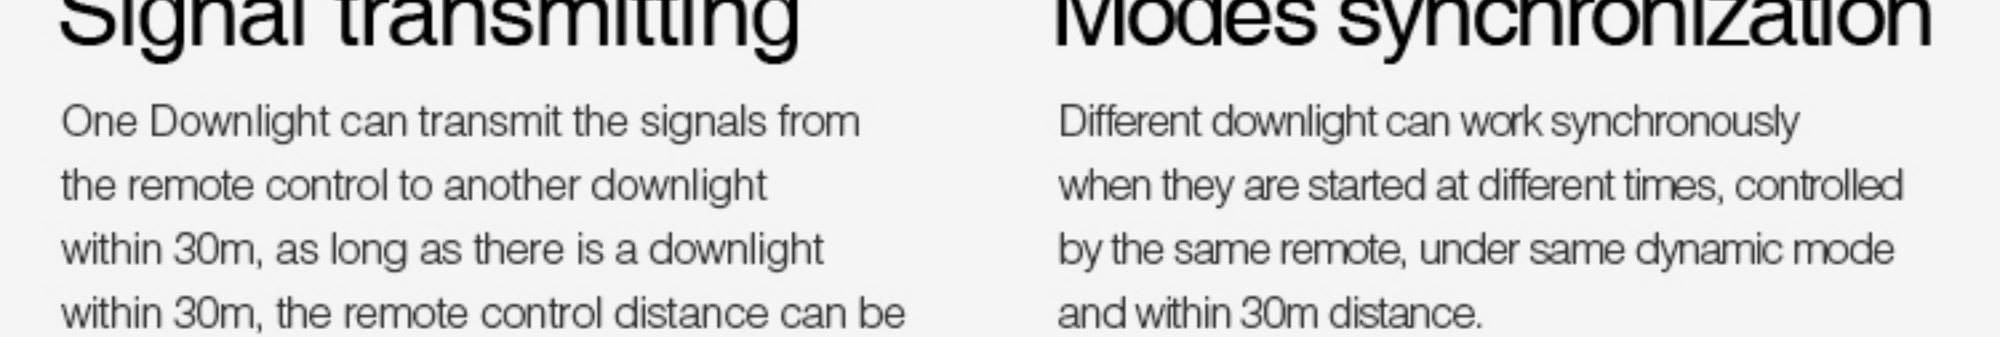 Signal transmitting
One Downlight can transmit the signals from
the remote control to another downlight
within 30m, as long as there is a downlight
within 30m, the remote control distance can be
Modes synchronization
Different downlight can work synchronously
when they are started at different times, controlled
by the same remote, under same dynamic mode
and within 30m distance.